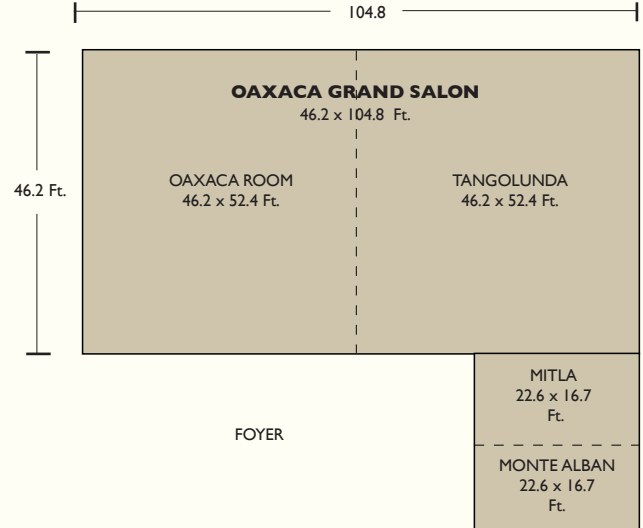 104.8
OAXACA GRAND SALON
46.2 x 104.8 Ft.
46.2 Ft.
OAXACA ROOM
46.2 x 52.4 Ft.
TANGOLUNDA
46.2 x 52.4 Ft.
MITLA
22.6 x 16.7
Ft.
FOYER
MONTE ALBAN
22.6 x 16.7
Ft.